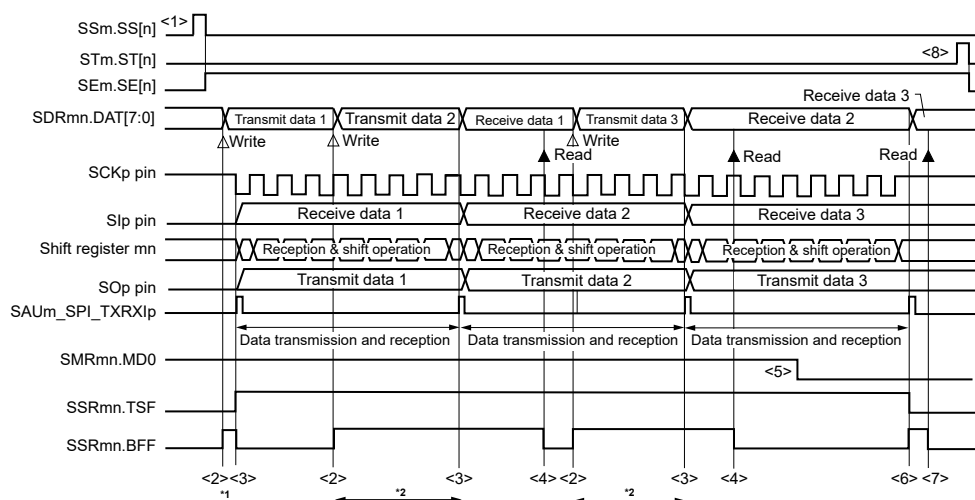 <1>
SSm.SS[n]
STm.ST[n]
<8>
SEm.SE[n]
Receive data 3
SDRmn.DAT[7:0]
Transmit data 1
Transmit data 2
Receive data 1
Transmit data 3
Receive data 2
Write
Write
Write
Read
Read
Read
SCKp pin
SIp pin
Receive data 1
Receive data 2
Receive data 3
Shift register mn
Reception & shift operation
Reception & shift operation
Reception & shift operation
SOp pin
Transmit data 1
Transmit data 2
Transmit data 3
SAUm_SPI_TXRXIp
Data transmission and reception
Data transmission and reception
Data transmission and reception
SMRmn.MD0
<5>
SSRmn.TSF
SSRmn.BFF
<2>
<3>
<2>
<3>
<4>
<2>
<3>
<4>
<6>
<7>
*1
*2
*2